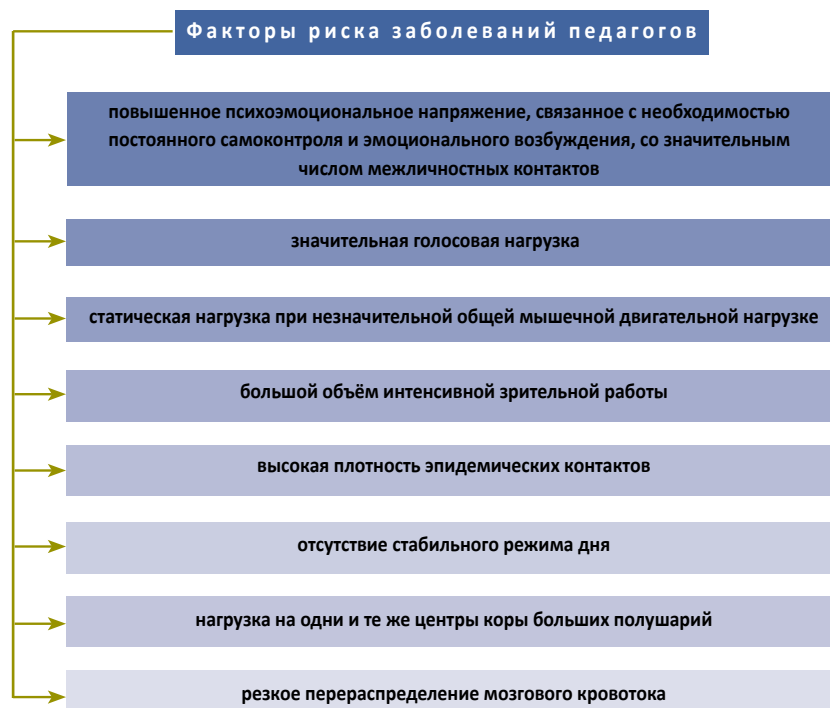 Факторы риска заболеваний педагогов
повышенное психоэмоциональное напряжение, связанное с необходимостью
постоянного самоконтроля и эмоционального возбуждения, со значительным
числом межличностных контактов
значительная голосовая нагрузка
статическая нагрузка при незначительной общей мышечной двигательной нагрузке
большой объём интенсивной зрительной работы
высокая плотность эпидемических контактов
отсутствие стабильного режима дня
нагрузка на одни и те же центры коры больших полушарий
резкое перераспределение мозгового кровотока